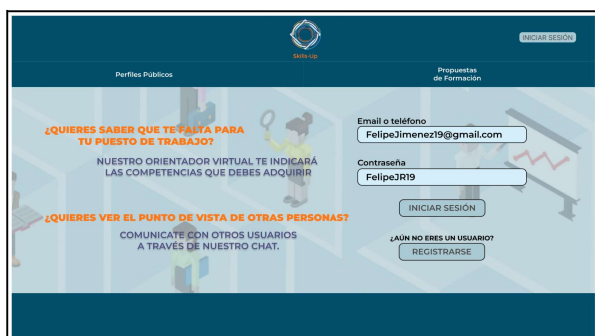 Skills-Up
INICIAR SESIÓN
Perfiles Públicos
Propuestas
de Formación
¿QUIERES SABER QUE TE FALTA PARA
TU PUESTO DE TRABAJO?
NUESTRO ORIENTADOR VIRTUAL TE INDICARÁ
LAS COMPETENCIAS QUE DEBES ADQUIRIR
¿QUIERES VER EL PUNTO DE VISTA DE OTRAS PERSONAS?
COMUNICATE CON OTROS USUARIOS
A TRAVÉS DE NUESTRO CHAT.
Email o teléfono
FelipeJimenez19@gmail.com
Contraseña
FelipeJR19
INICIAR SESIÓN
¿AÚN NO ERES UN USUARIO?
REGISTRARSE